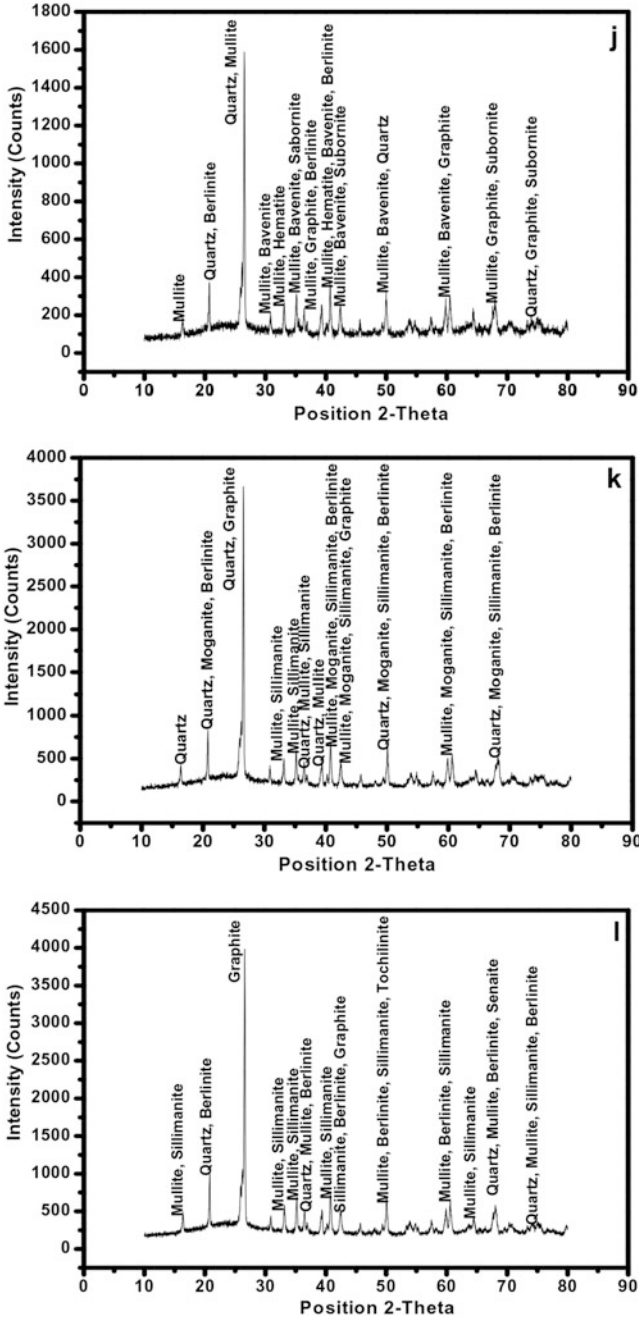 j
Intensity (Counts)
1800
1600
1400
1200
1000
800
600
400
200
0
Mullite
Quartz, Berlinite
Quartz, Mullite
Mullite, Bavenite
Mullite, Hematite
Mullite, Bavenite, Sabornite
Mullite, Graphite, Berlinite
Mullite, Hematite, Bavenite, Berlinite
Mullite, Bavenite, Subornite
Mullite, Bavenite, Quartz
Mullite, Bavenite, Graphite
Mullite, Graphite, Subornite
Quartz, Graphite, Subornite
0 10 20 30 40 50 60 70 80 90
Position 2-Theta
k
Intensity (Counts)
4000
3500
3000
2500
2000
1500
1000
500
0
Quartz
Quartz, Moganite, Berlinite
Quartz, Graphite
Mullite, Sillimanite
Mullite, Sillimanite
Quartz, Mullite, Sillimanite
Quartz, Mullite
Mullite, Moganite, Sillimanite, Berlinite
Mullite, Moganite, Sillimanite, Graphite
Quartz, Moganite, Sillimanite, Berlinite
Mullite, Moganite, Sillimanite, Berlinite
Quartz, Moganite, Sillimanite, Berlinite
0 10 20 30 40 50 60 70 80 90
Position 2-Theta
l
Intensity (Counts)
4500
4000
3500
3000
2500
2000
1500
1000
500
0
Mullite, Sillimanite
Quartz, Berlinite
Graphite
Mullite, Sillimanite
Mullite, Sillimanite
Quartz, Mullite, Berlinite
Mullite, Sillimanite
Sillimanite, Berlinite, Graphite
Mullite, Berlinite, Sillimanite, Tochilinite
Mullite, Berlinite, Sillimanite
Mullite, Sillimanite
Quartz, Mullite, Berlinite, Senaite
Quartz, Mullite, Sillimanite, Berlinite
0 10 20 30 40 50 60 70 80 90
Position 2-Theta